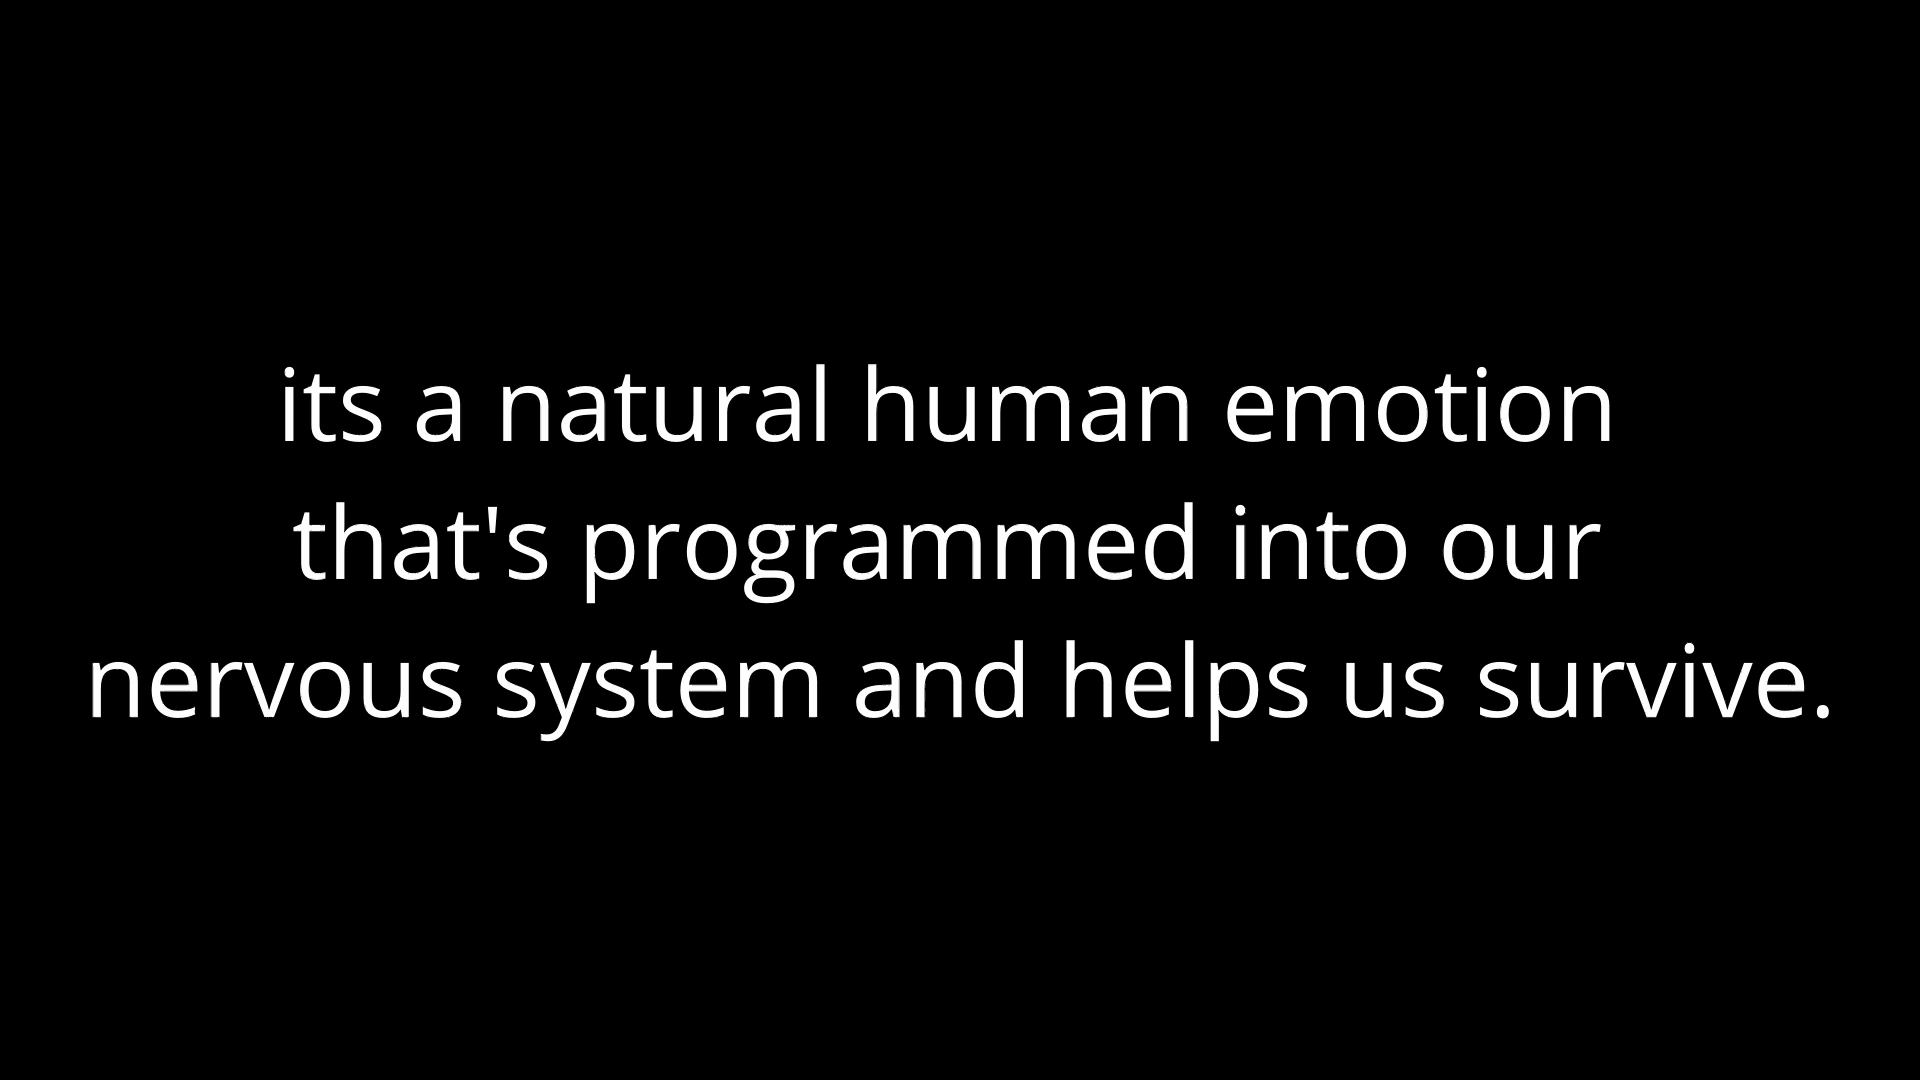 its a natural human emotion
that's programmed into our
nervous system and helps us survive.